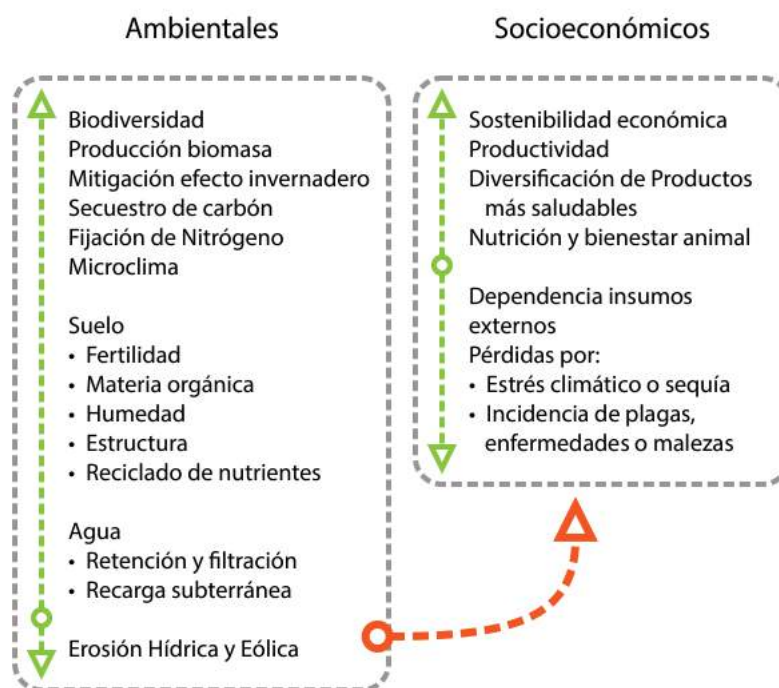 Ambientales
Biodiversidad
Producción biomasa
Mitigación efecto invernadero
Secuestro de carbón
Fijación de Nitrógeno
Microclima
Suelo
• Fertilidad
• Materia orgánica
• Humedad
• Estructura
• Reciclado de nutrientes
Agua
• Retención y filtración
• Recarga subterránea
Erosión Hídrica y Eólica
Socioeconómicos
Sostenibilidad económica
Productividad
Diversificación de Productos
más saludables
Nutrición y bienestar animal
Dependencia insumos
externos
Pérdidas por:
• Estrés climático o sequía
• Incidencia de plagas,
enfermedades o malezas